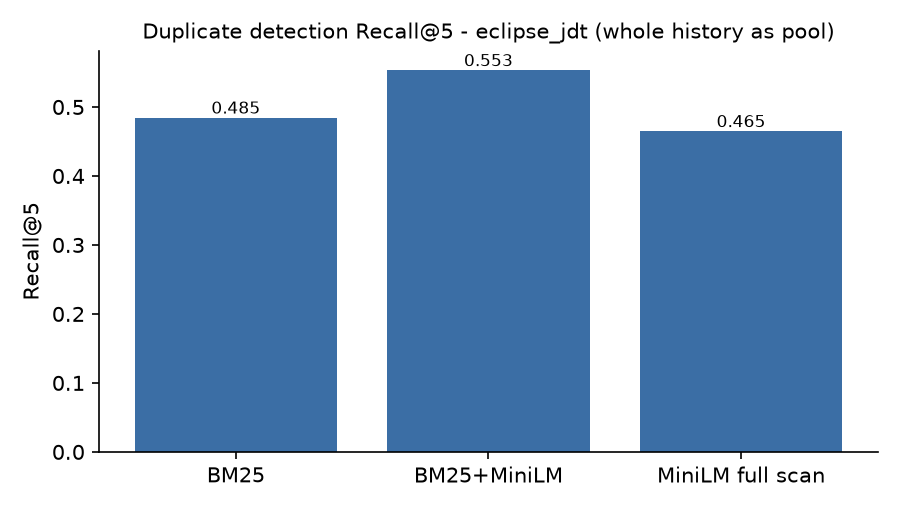 Duplicate detection Recall@5 - eclipse_jdt (whole history as pool)
Recall@5
0.5
0.4
0.3
0.2
0.1
0.0
0.485
0.553
0.465
BM25
BM25+MiniLM
MiniLM full scan